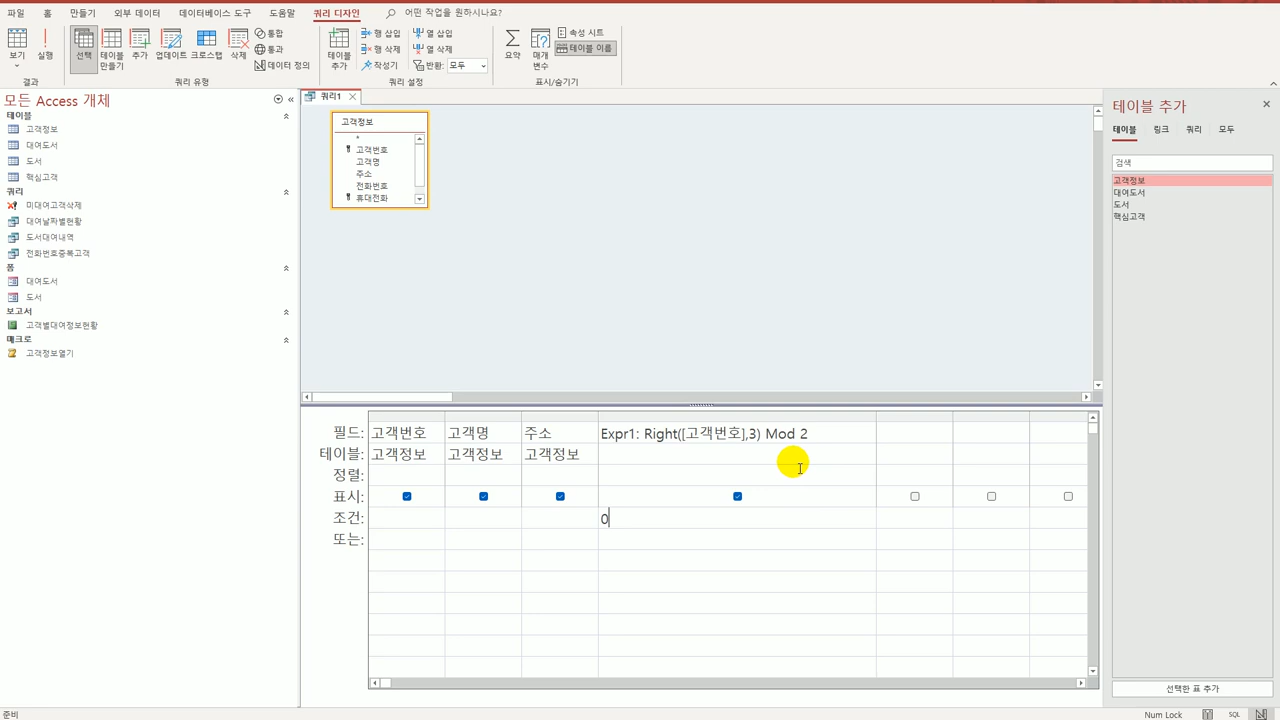 파일 홈 만들기 외부 데이터 데이터베이스 도구 도움말 쿼리 디자인 어떤 작업을 원하시나요?
보기 실행 선택 테이블 만들기 추가 업데이트 크로스탭 삭제 통합 통과 데이터 정의 테이블 추가 행 삽입 행 삭제 작성기 열 삽입 열 삭제 반환: 모두 요약 매개 변수 속성 시트 테이블 이름
결과 쿼리 유형 쿼리 설정 표시/숨기기
모든 Access 개체
테이블
고객정보
대여도서
도서
핵심고객
쿼리
미대여고객삭제
대여날짜별현황
도서대여내역
전화번호중복고객
폼
대여도서
도서
보고서
고객별대여정보현황
매크로
고객정보열기
쿼리1
고객정보
*
고객번호
고객명
주소
전화번호
휴대전화
필드: 고객번호 고객명 주소 Expr1: Right([고객번호],3) Mod 2
테이블: 고객정보 고객정보 고객정보
정렬:
표시:
조건: 0
또는:
테이블 추가
테이블 링크 쿼리 모두
검색
고객정보
대여도서
도서
핵심고객
선택한 표 추가
준비 Num Lock SQL